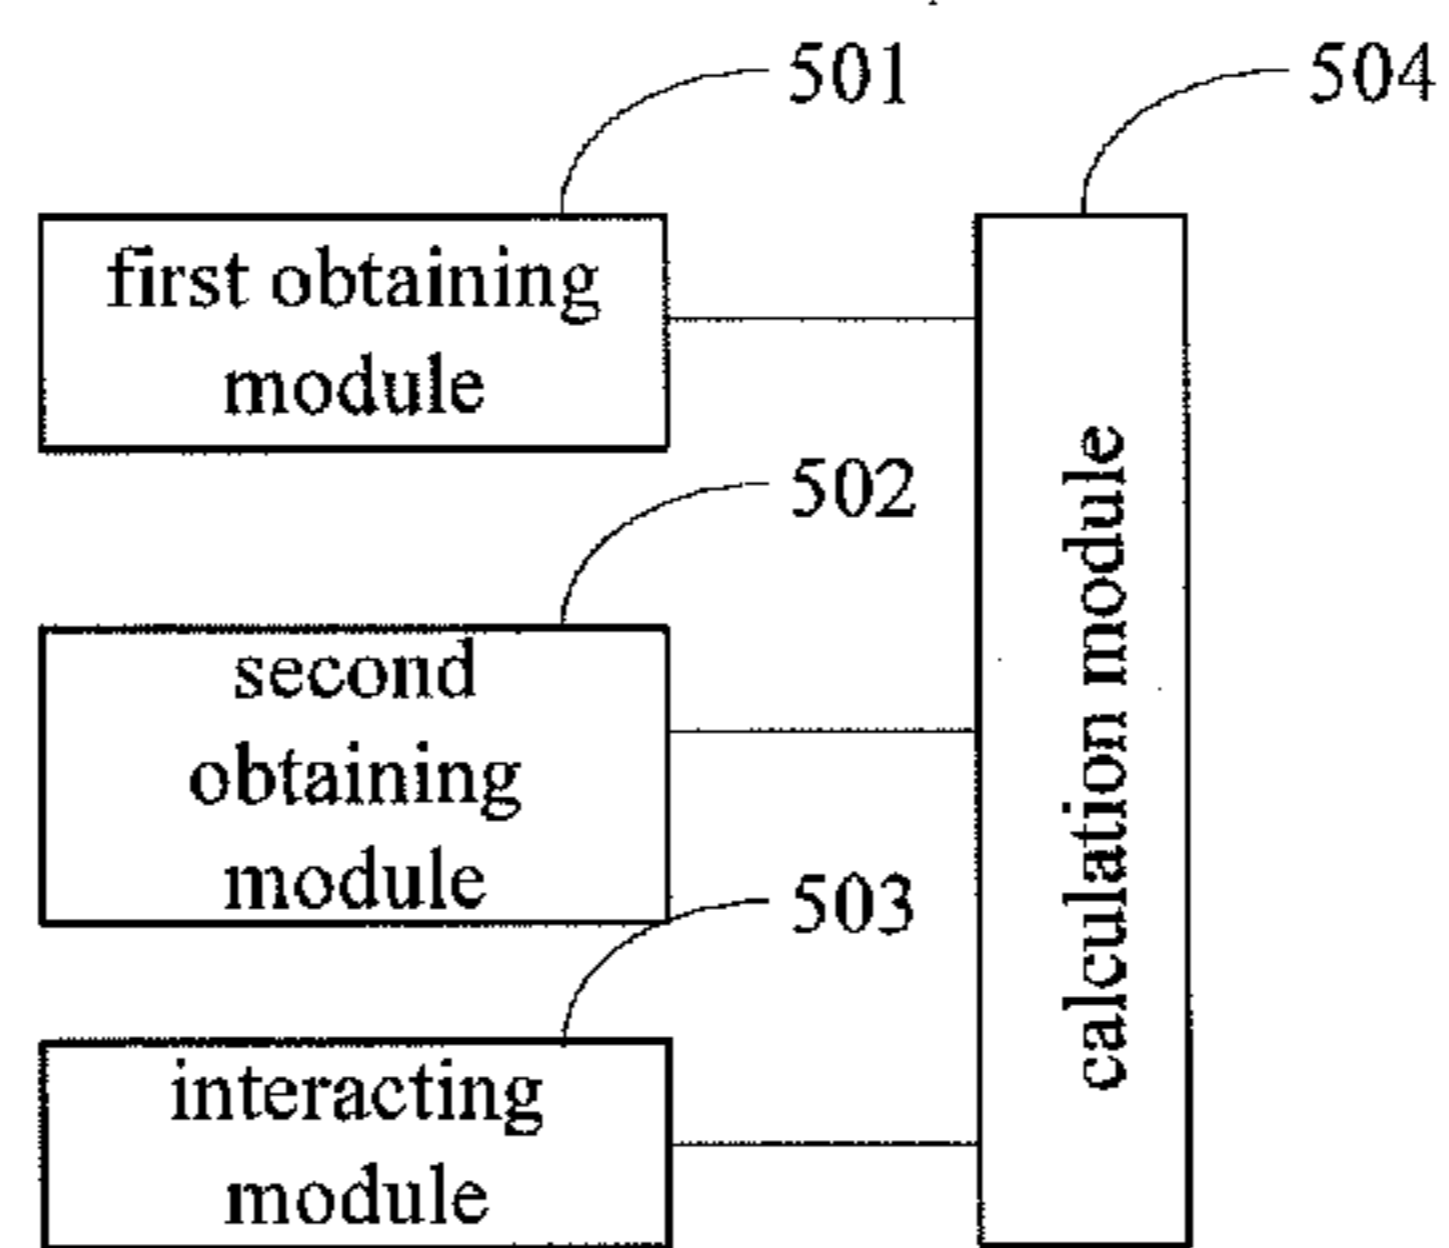 501
504
first obtaining
module
502
second
obtaining
module
503
interacting
module
calculation module